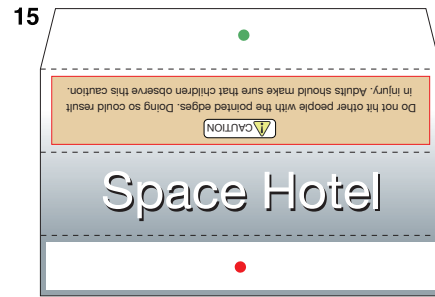 15
CAUTION
Do not hit other people with the pointed edges. Doing so could result
in injury. Adults should make sure that children observe this caution.
Space Hotel